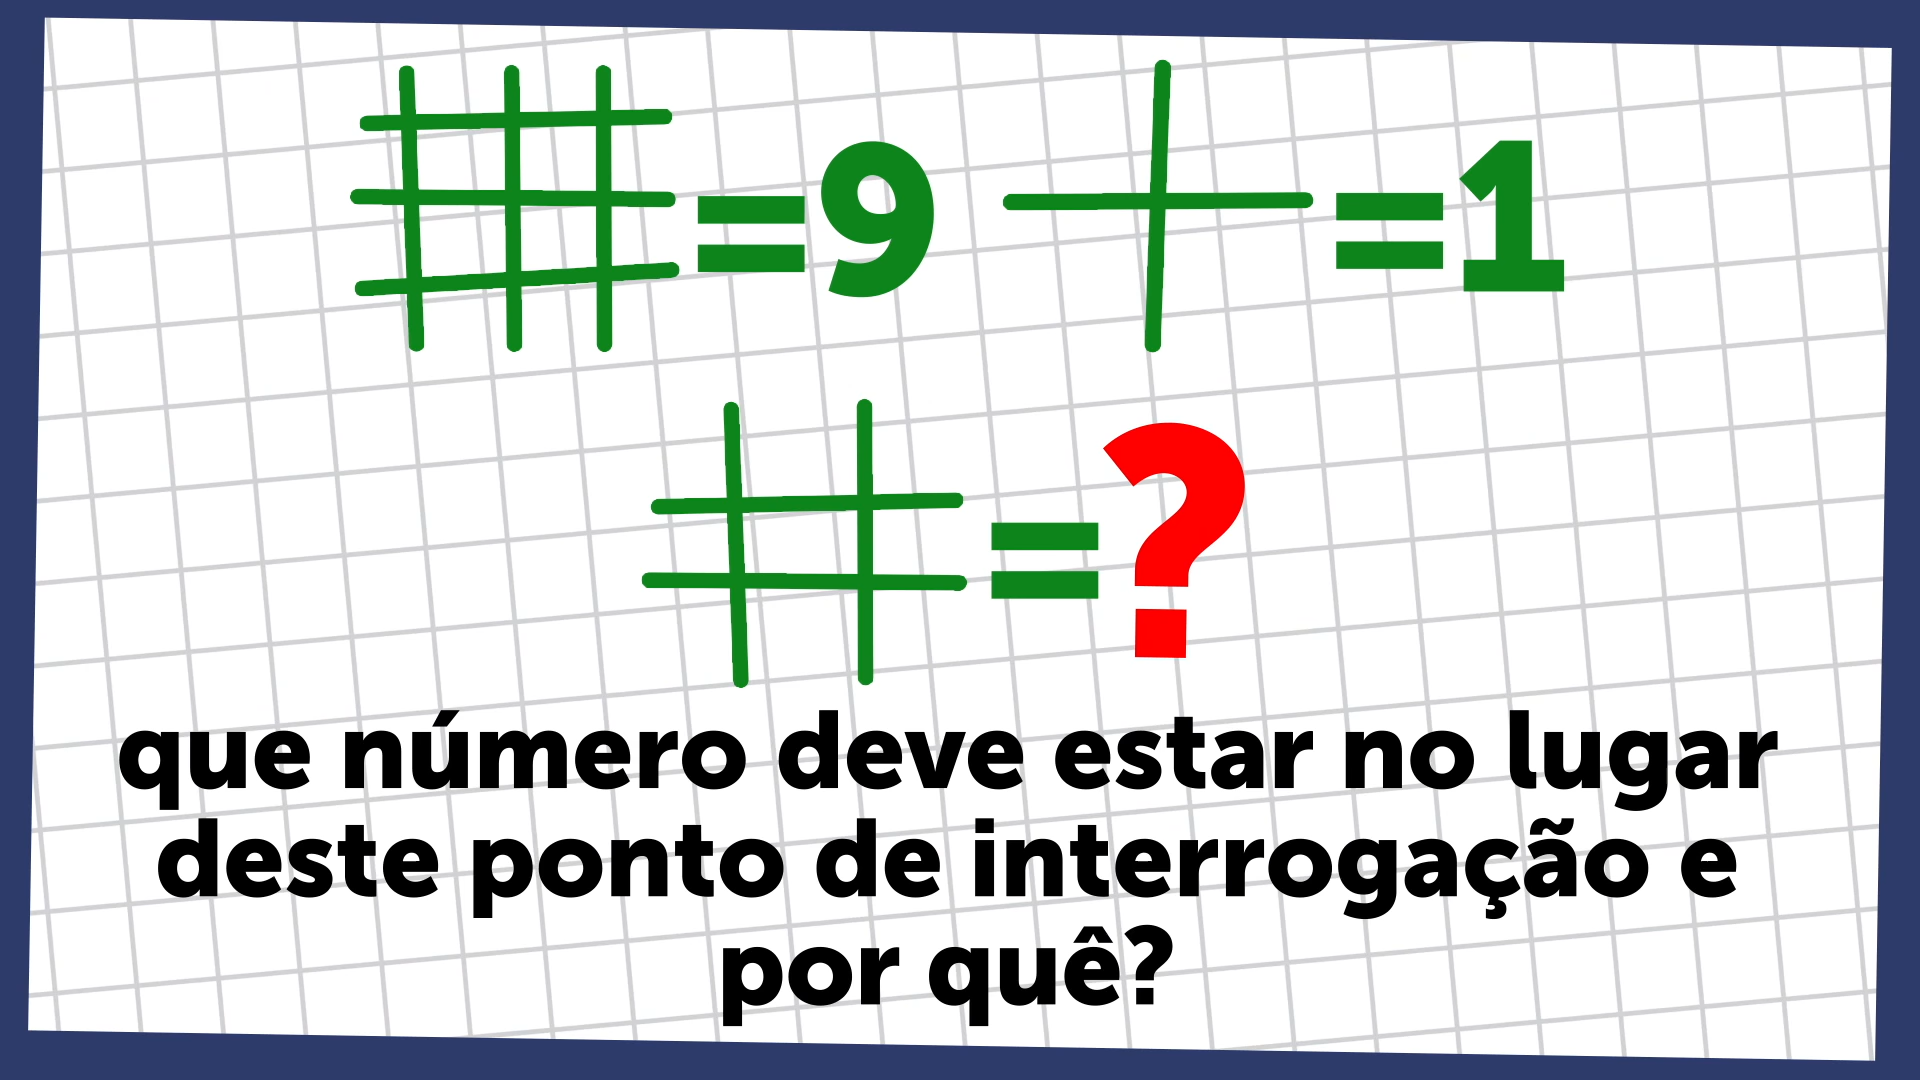 =9 =1
=?
que número deve estar no lugar
deste ponto de interrogação e
por quê?